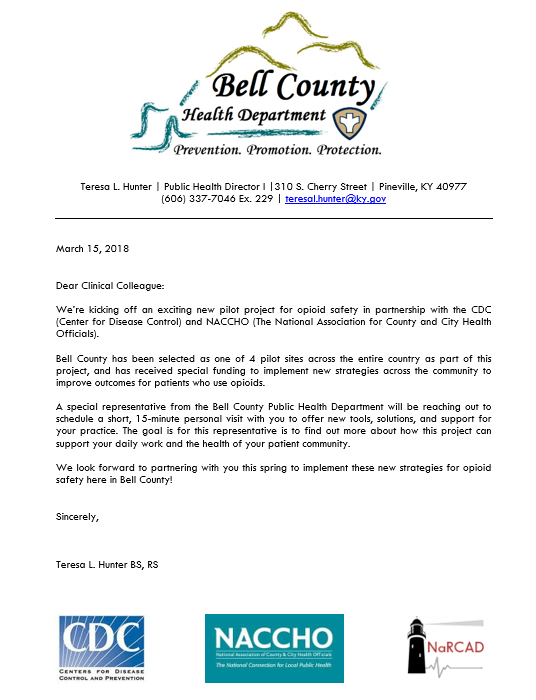 Bell County
Health Department
Prevention. Promotion. Protection.
Teresa L. Hunter | Public Health Director I |310 S. Cherry Street | Pineville, KY 40977
(606) 337-7046 Ex. 229 | teresal.hunter@ky.gov
March 15, 2018
Dear Clinical Colleague:
We're kicking off an exciting new pilot project for opioid safety in partnership with the CDC
(Center for Disease Control) and NACCHO (The National Association for County and City Health
Officials).
Bell County has been selected as one of 4 pilot sites across the entire country as part of this
project, and has received special funding to implement new strategies across the community to
improve outcomes for patients who use opioids.
A special representative from the Bell County Public Health Department will be reaching out to
schedule a short, 15-minute personal visit with you to offer new tools, solutions, and support for
your practice. The goal is for this representative is to find out more about how this project can
support your daily work and the health of your patient community.
We look forward to partnering with you this spring to implement these new strategies for opioid
safety here in Bell County!
Sincerely,
Teresa L. Hunter BS, RS
CDC
CENTERS FOR DISEASE
CONTROL AND PREVENTION
NACCHO
National Association of County & City Health Officials
The National Connection for Local Public Health
NaRCAD